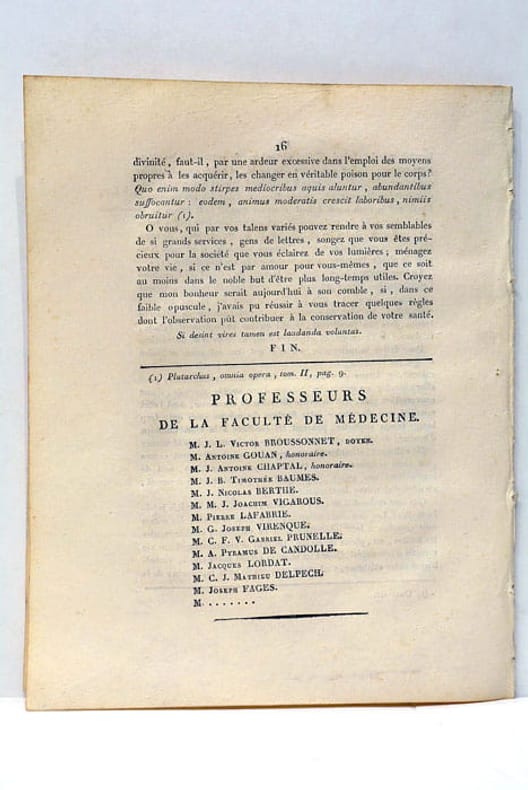 16
divinité, faut-il, par une ardeur excessive dans l'emploi des moyens
propres à les acquérir, les changer en véritable poison pour le corps?
Quo enim modo stirpes mediocribus aquis aluntur, abundantibus
suffocantur : eodem, animus moderatis crescit laboribus, nimiis
obruitur (1).
O vous, qui par vos talens variés pouvez rendre à vos semblables
de si grands services, gens de lettres, songez que vous êtes pré-
cieux pour la société que vous éclairez de vos lumières; ménagez
votre vie, si ce n'est par amour pour vous-mêmes, que ce soit
au moins dans le noble but d'être plus long-temps utiles. Croyez
que mon bonheur serait aujourd'hui à son comble, si, dans ce
faible opuscule, j'avais pu réussir à vous tracer quelques règles
dont l'observation pût contribuer à la conservation de votre santé.
Si desint vires tamen est laudanda voluntas.
FIN.
(1) Plutarchus, omnia opera, tom. II, pag. 9.
PROFESSEURS
DE LA FACULTÉ DE MÉDECINE.
M. J. L. VICTOR BROUSSONNET, DOYEN.
M. ANTOINE GOUAN, honoraire.
M. J. ANTOINE CHAPTAL, honoraire.
M. J. B. TIMOTHÉE BAUMES.
M. J. NICOLAS BERTHE.
M. M. J. JOACHIM VIGAROUS.
M. PIERRE LAFABRIE.
M. G. JOSEPH VIRENQUE.
M. C. F. V. GABRIEL PRUNELLE.
M. A. PYRAMUS DE CANDOLLE.
M. JACQUES LORDAT.
M. C. J. MATHIEU DELPECH.
M. JOSEPH FAGES.
M. . . . . . . .